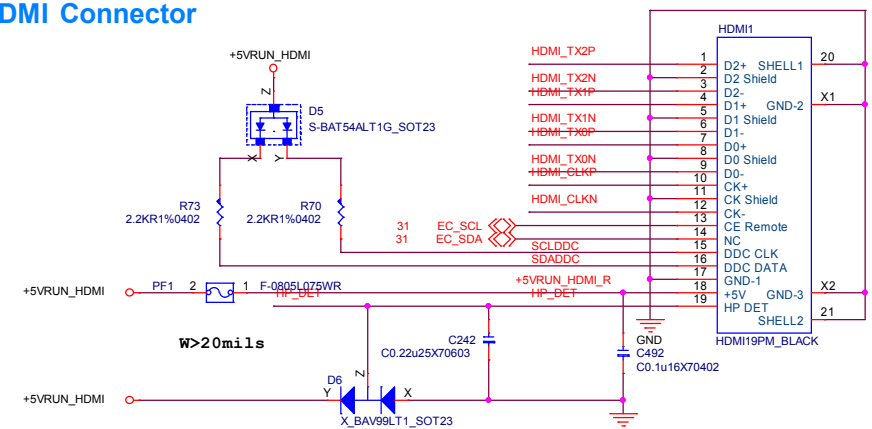 DMI Connector
+5VRUN_HDMI
Z
D5
S-BAT54ALT1G_SOT23
X
Y
R73
2.2KR1%0402
R70
2.2KR1%0402
31 EC_SCL
31 EC_SDA
SCLDDC
SDADDC
HDMI_TX2P
HDMI_TX2N
HDMI_TX1P
HDMI_TX1N
HDMI_TX0P
HDMI_TX0N
HDMI_CLKP
HDMI_CLKN
HDMI1
1 D2+ SHELL1 20
2 D2 Shield
3 D2-
4 D1+ GND-2 X1
5 D1 Shield
6 D1-
7 D0+
8 D0 Shield
9 D0-
10 CK+
11 CK Shield
12 CK-
13 CE Remote
14 NC
15 DDC CLK
16 DDC DATA
17 GND-1
18 +5V GND-3 X2
19 HP DET
SHELL2 21
HDMI19PM_BLACK
+5VRUN_HDMI PF1 2 1 F-0805L075WR
+5VRUN_HDMI_R
HP_DET
HP_DET
W>20mils
C242
C0.22u25X70603
GND
C492
C0.1u16X70402
+5VRUN_HDMI
D6
Y
Z
X
X_BAV99LT1_SOT23